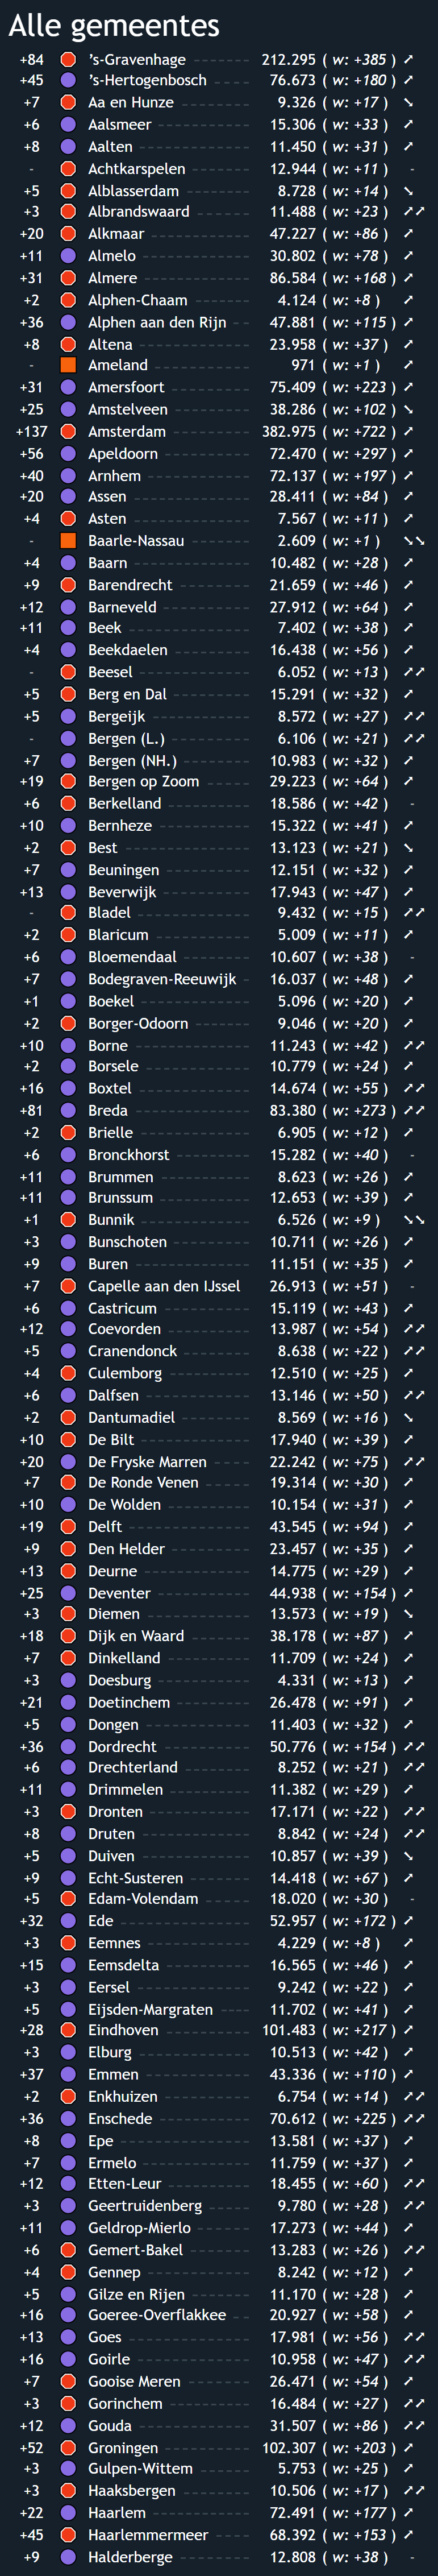 Alle gemeentes
+84 's-Gravenhage 212.295 ( w: +385 ) ➚
+45 's-Hertogenbosch 76.673 ( w: +180 ) ➚
+7 Aa en Hunze 9.326 ( w: +17 ) ➘
+6 Aalsmeer 15.306 ( w: +33 ) ➚
+8 Aalten 11.450 ( w: +31 ) ➚
- Achtkarspelen 12.944 ( w: +11 ) -
+5 Alblasserdam 8.728 ( w: +14 ) ➘
+3 Albrandswaard 11.488 ( w: +23 ) ➚➚
+20 Alkmaar 47.227 ( w: +86 ) ➚
+11 Almelo 30.802 ( w: +78 ) ➚
+31 Almere 86.584 ( w: +168 ) ➚
+2 Alphen-Chaam 4.124 ( w: +8 ) ➚
+36 Alphen aan den Rijn 47.881 ( w: +115 ) ➚
+8 Altena 23.958 ( w: +37 ) ➚
- Ameland 971 ( w: +1 ) ➚
+31 Amersfoort 75.409 ( w: +223 ) ➚
+25 Amstelveen 38.286 ( w: +102 ) ➘
+137 Amsterdam 382.975 ( w: +722 ) ➚
+56 Apeldoorn 72.470 ( w: +297 ) ➚
+40 Arnhem 72.137 ( w: +197 ) ➚
+20 Assen 28.411 ( w: +84 ) ➚
+4 Asten 7.567 ( w: +11 ) ➚
- Baarle-Nassau 2.609 ( w: +1 ) ➘➘
+4 Baarn 10.482 ( w: +28 ) ➚
+9 Barendrecht 21.659 ( w: +46 ) ➚
+12 Barneveld 27.912 ( w: +64 ) ➚
+11 Beek 7.402 ( w: +38 ) ➚
+4 Beekdaelen 16.438 ( w: +56 ) ➚
- Beesel 6.052 ( w: +13 ) ➚➚
+5 Berg en Dal 15.291 ( w: +32 ) ➚
+5 Bergeijk 8.572 ( w: +27 ) ➚➚
- Bergen (L.) 6.106 ( w: +21 ) ➚➚
+7 Bergen (NH.) 10.983 ( w: +32 ) ➚
+19 Bergen op Zoom 29.223 ( w: +64 ) ➚
+6 Berkelland 18.586 ( w: +42 ) -
+10 Bernheze 15.322 ( w: +41 ) ➚
+2 Best 13.123 ( w: +21 ) ➘
+7 Beuningen 12.151 ( w: +32 ) ➚
+13 Beverwijk 17.943 ( w: +47 ) ➚
- Bladel 9.432 ( w: +15 ) ➚➚
+2 Blaricum 5.009 ( w: +11 ) ➚
+6 Bloemendaal 10.607 ( w: +38 ) -
+7 Bodegraven-Reeuwijk 16.037 ( w: +48 ) ➚
+1 Boekel 5.096 ( w: +20 ) ➚
+2 Borger-Odoorn 9.046 ( w: +20 ) ➚
+10 Borne 11.243 ( w: +42 ) ➚➚
+2 Borsele 10.779 ( w: +24 ) ➚
+16 Boxtel 14.674 ( w: +55 ) ➚➚
+81 Breda 83.380 ( w: +273 ) ➚➚
+2 Brielle 6.905 ( w: +12 ) ➚
+6 Bronckhorst 15.282 ( w: +40 ) -
+11 Brummen 8.623 ( w: +26 ) ➚
+11 Brunssum 12.653 ( w: +39 ) ➚
+1 Bunnik 6.526 ( w: +9 ) ➘➘
+3 Bunschoten 10.711 ( w: +26 ) ➚
+9 Buren 11.151 ( w: +35 ) ➚
+7 Capelle aan den IJssel 26.913 ( w: +51 ) -
+6 Castricum 15.119 ( w: +43 ) ➚
+12 Coevorden 13.987 ( w: +54 ) ➚➚
+5 Cranendonck 8.638 ( w: +22 ) ➚➚
+4 Culemborg 12.510 ( w: +25 ) ➚
+6 Dalfsen 13.146 ( w: +50 ) ➚➚
+2 Dantumadiel 8.569 ( w: +16 ) ➘
+10 De Bilt 17.940 ( w: +39 ) ➚
+20 De Fryske Marren 22.242 ( w: +75 ) ➚➚
+7 De Ronde Venen 19.314 ( w: +30 ) ➚
+10 De Wolden 10.154 ( w: +31 ) ➚
+19 Delft 43.545 ( w: +94 ) ➚
+9 Den Helder 23.457 ( w: +35 ) ➚
+13 Deurne 14.775 ( w: +29 ) ➚
+25 Deventer 44.938 ( w: +154 ) ➚
+3 Diemen 13.573 ( w: +19 ) ➘
+18 Dijk en Waard 38.178 ( w: +87 ) ➚
+7 Dinkelland 11.709 ( w: +24 ) ➚
+3 Doesburg 4.331 ( w: +13 ) ➚
+21 Doetinchem 26.478 ( w: +91 ) ➚
+5 Dongen 11.403 ( w: +32 ) ➚
+36 Dordrecht 50.776 ( w: +154 ) ➚➚
+6 Drechterland 8.252 ( w: +21 ) ➚➚
+11 Drimmelen 11.382 ( w: +29 ) ➚
+3 Dronten 17.171 ( w: +22 ) ➚➚
+8 Druten 8.842 ( w: +24 ) ➚➚
+5 Duiven 10.857 ( w: +39 ) ➘
+9 Echt-Susteren 14.418 ( w: +67 ) ➚
+5 Edam-Volendam 18.020 ( w: +30 ) -
+32 Ede 52.957 ( w: +172 ) ➚
+3 Eemnes 4.229 ( w: +8 ) ➚
+15 Eemsdelta 16.565 ( w: +46 ) ➚
+3 Eersel 9.242 ( w: +22 ) ➚
+5 Eijsden-Margraten 11.702 ( w: +41 ) ➚
+28 Eindhoven 101.483 ( w: +217 ) ➚
+3 Elburg 10.513 ( w: +42 ) ➚
+37 Emmen 43.336 ( w: +110 ) ➚
+2 Enkhuizen 6.754 ( w: +14 ) ➚➚
+36 Enschede 70.612 ( w: +225 ) ➚➚
+8 Epe 13.581 ( w: +37 ) ➚
+7 Ermelo 11.759 ( w: +37 ) ➚
+12 Etten-Leur 18.455 ( w: +60 ) ➚➚
+3 Geertruidenberg 9.780 ( w: +28 ) ➚➚
+11 Geldrop-Mierlo 17.273 ( w: +44 ) ➚
+6 Gemert-Bakel 13.283 ( w: +26 ) ➚➚
+4 Gennep 8.242 ( w: +12 ) ➚
+5 Gilze en Rijen 11.170 ( w: +28 ) ➚
+16 Goeree-Overflakkee 20.927 ( w: +58 ) ➚
+13 Goes 17.981 ( w: +56 ) ➚➚
+16 Goirle 10.958 ( w: +47 ) ➚➚
+7 Gooise Meren 26.471 ( w: +54 ) ➚
+3 Gorinchem 16.484 ( w: +27 ) ➚➚
+12 Gouda 31.507 ( w: +86 ) ➚➚
+52 Groningen 102.307 ( w: +203 ) ➚
+3 Gulpen-Wittem 5.753 ( w: +25 ) ➚
+3 Haaksbergen 10.506 ( w: +17 ) ➚➚
+22 Haarlem 72.491 ( w: +177 ) ➚
+45 Haarlemmermeer 68.392 ( w: +153 ) ➚
+9 Halderberge 12.808 ( w: +38 ) -